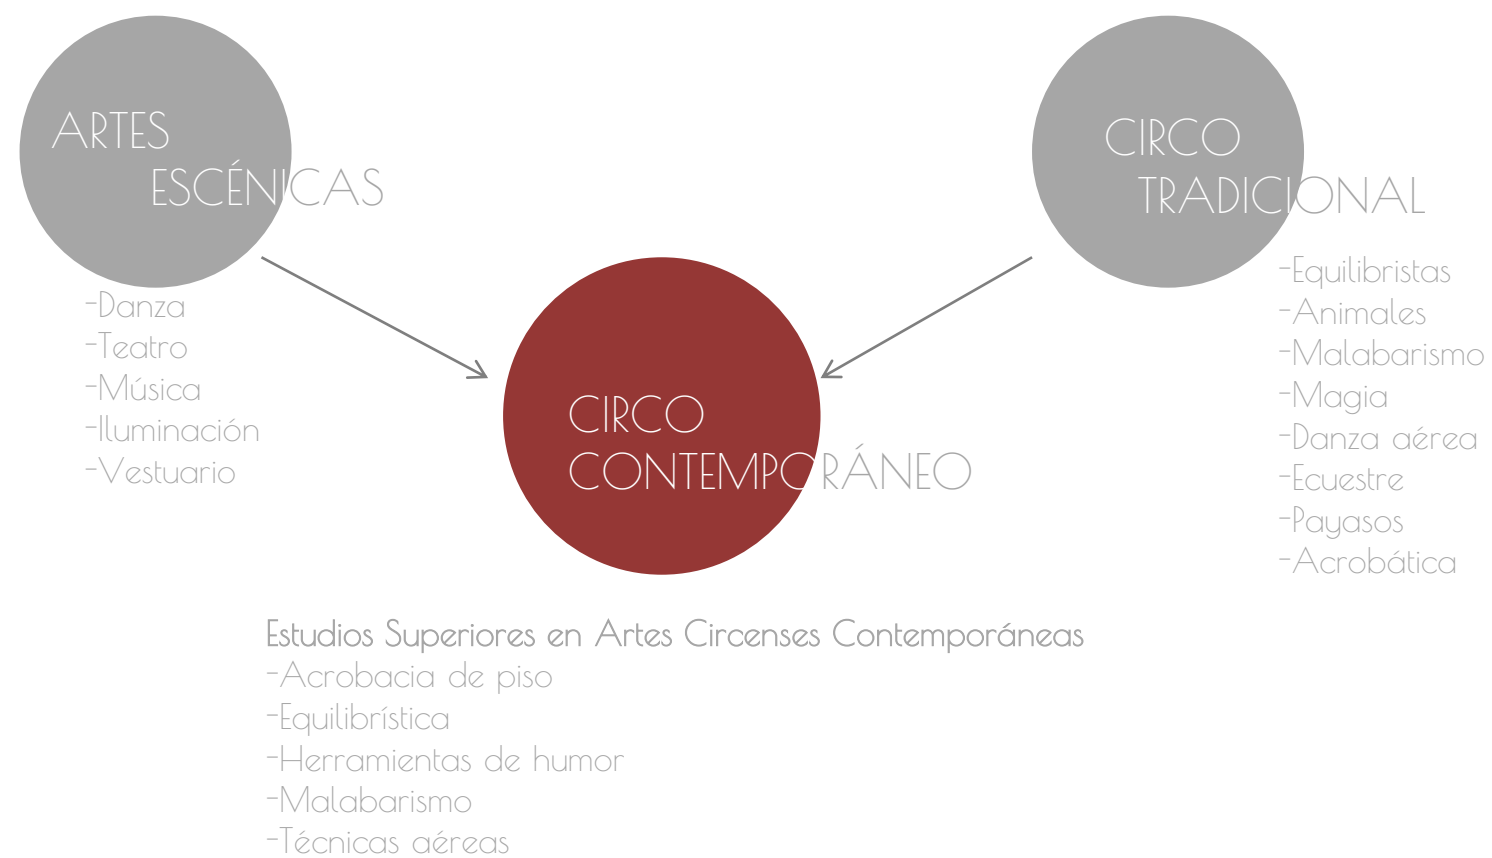 ARTES
ESCÉNICAS
-Danza
-Teatro
-Música
-Iluminación
-Vestuario
CIRCO
TRADICIONAL
-Equilibristas
-Animales
-Malabarismo
-Magia
-Danza aérea
-Ecuestre
-Payasos
-Acrobática
CIRCO
CONTEMPORÁNEO
Estudios Superiores en Artes Circenses Contemporáneas
-Acrobacia de piso
-Equilibrística
-Herramientas de humor
-Malabarismo
-Técnicas aéreas